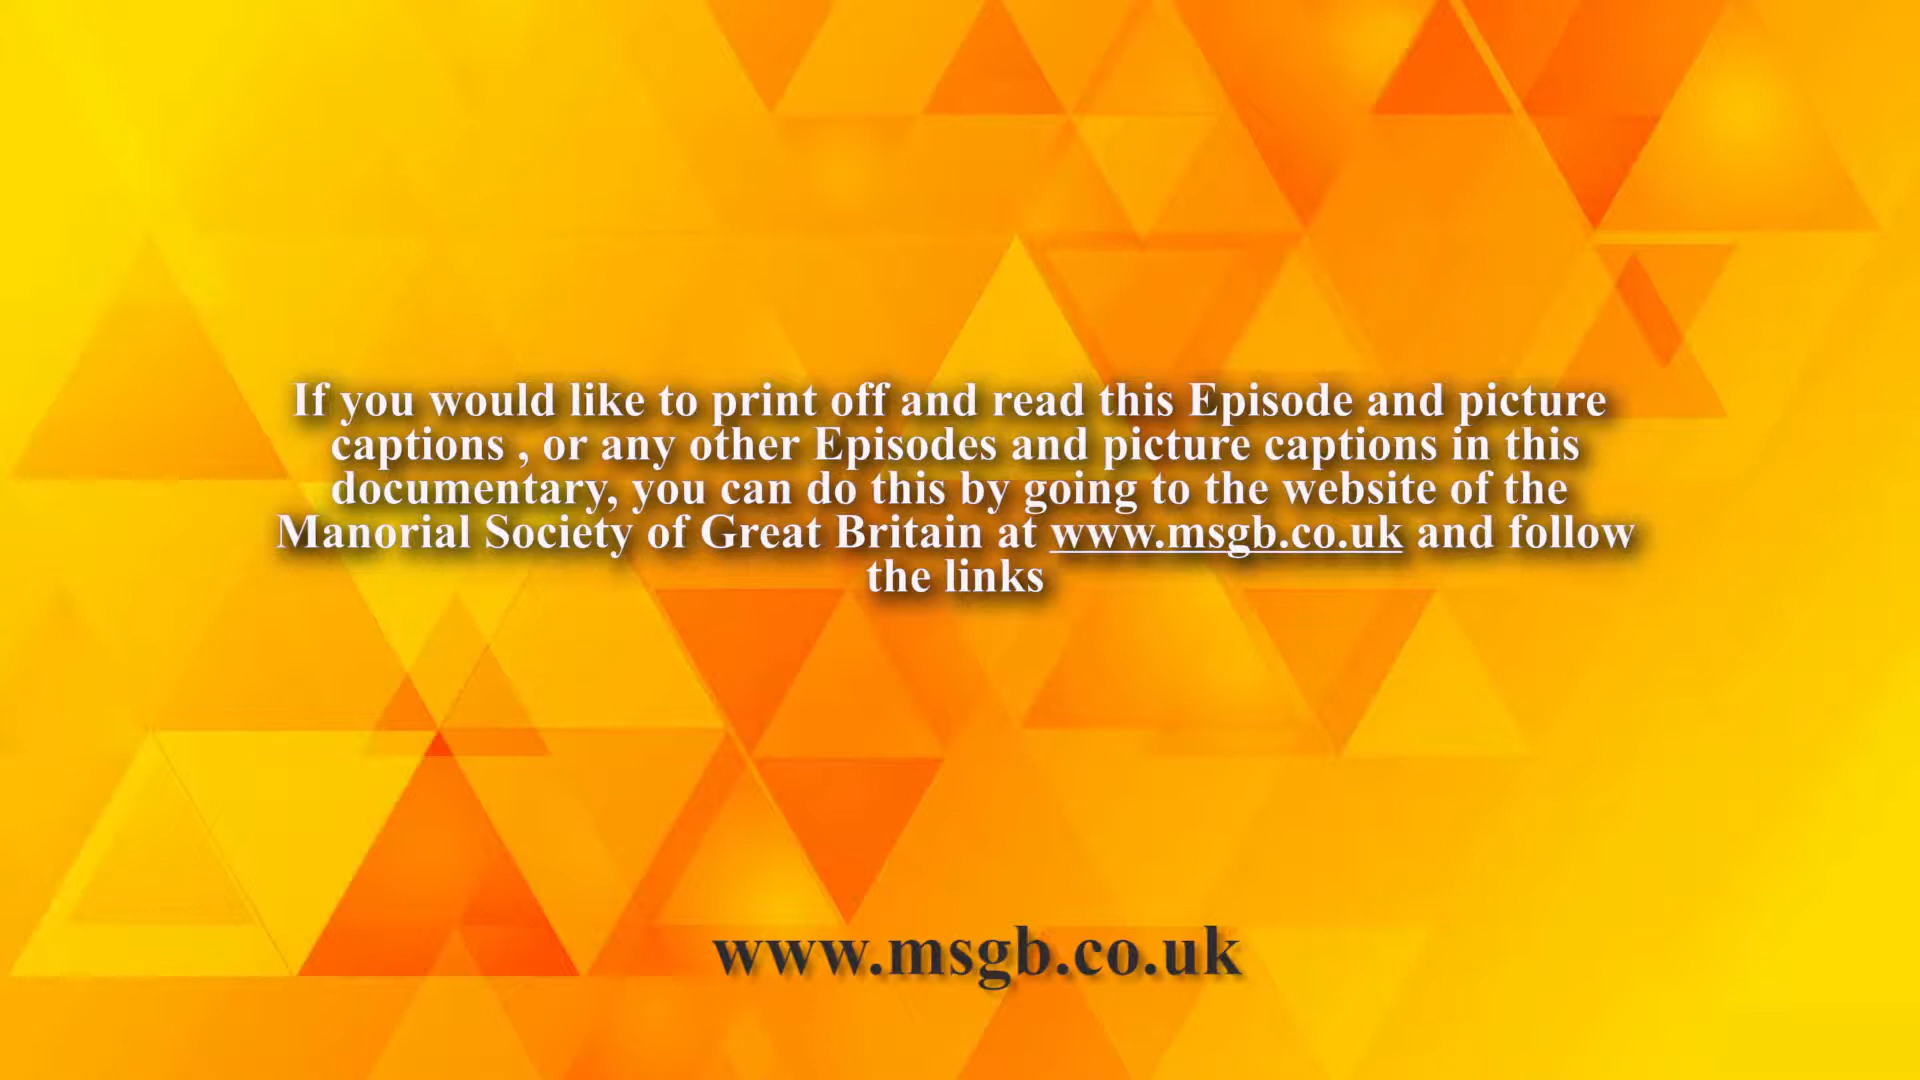 If you would like to print off and read this Episode and picture
captions , or any other Episodes and picture captions in this
documentary, you can do this by going to the website of the
Manorial Society of Great Britain at www.msgb.co.uk and follow
the links
www.msgb.co.uk